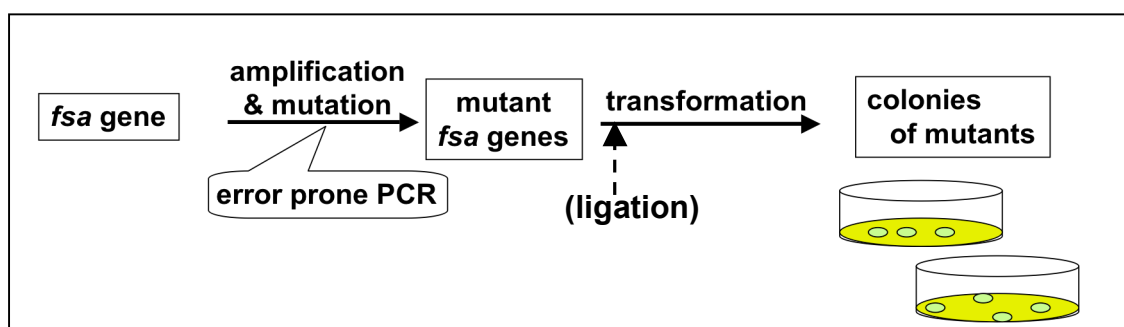 fsa gene
amplification
& mutation
error prone PCR
mutant
fsa genes
transformation
(ligation)
colonies
of mutants